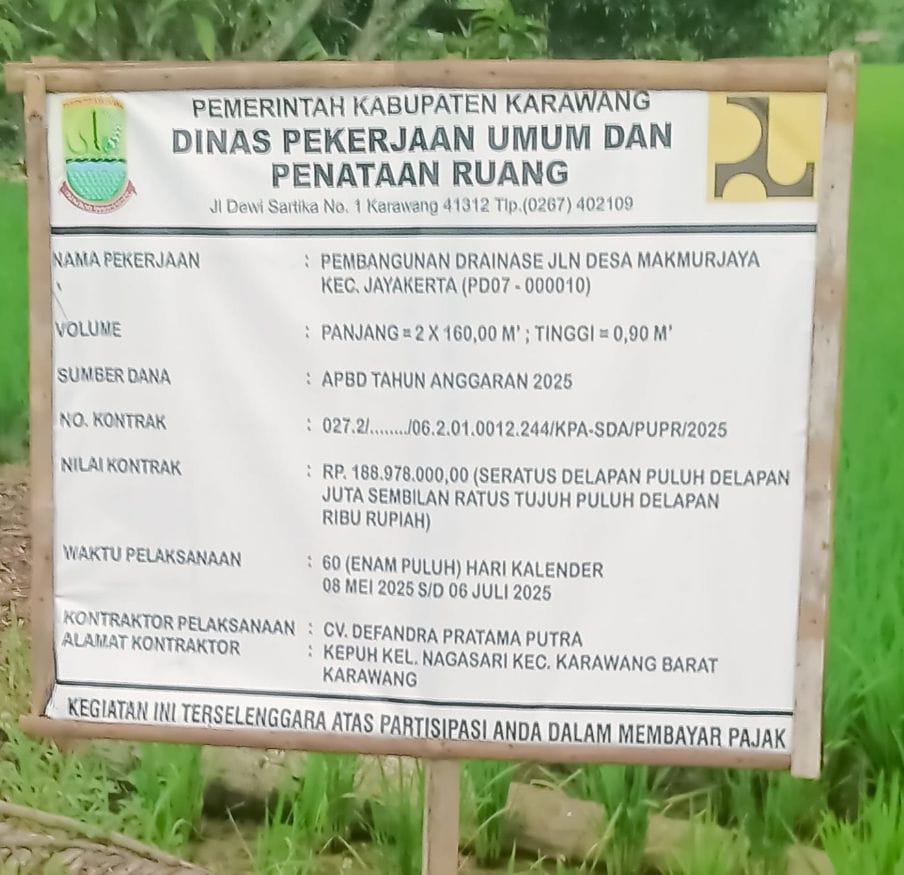 PEMERINTAH KABUPATEN KARAWANG
DINAS PEKERJAAN UMUM DAN
PENATAAN RUANG
Jl Dewi Sartika No. 1 Karawang 41312 Tlp.(0267) 402109
NAMA PEKERJAAN : PEMBANGUNAN DRAINASE JLN DESA MAKMURJAYA
KEC. JAYAKERTA (PD07 - 000010)
VOLUME : PANJANG = 2 X 160,00 M' ; TINGGI = 0,90 M'
SUMBER DANA : APBD TAHUN ANGGARAN 2025
NO. KONTRAK : 027.2/......../06.2.01.0012.244/KPA-SDA/PUPR/2025
NILAI KONTRAK : RP. 188.978.000,00 (SERATUS DELAPAN PULUH DELAPAN
JUTA SEMBILAN RATUS TUJUH PULUH DELAPAN
RIBU RUPIAH)
WAKTU PELAKSANAAN : 60 (ENAM PULUH) HARI KALENDER
08 MEI 2025 S/D 06 JULI 2025
KONTRAKTOR PELAKSANAAN : CV. DEFANDRA PRATAMA PUTRA
ALAMAT KONTRAKTOR : KEPUH KEL. NAGASARI KEC. KARAWANG BARAT
KARAWANG
KEGIATAN INI TERSELENGGARA ATAS PARTISIPASI ANDA DALAM MEMBAYAR PAJAK